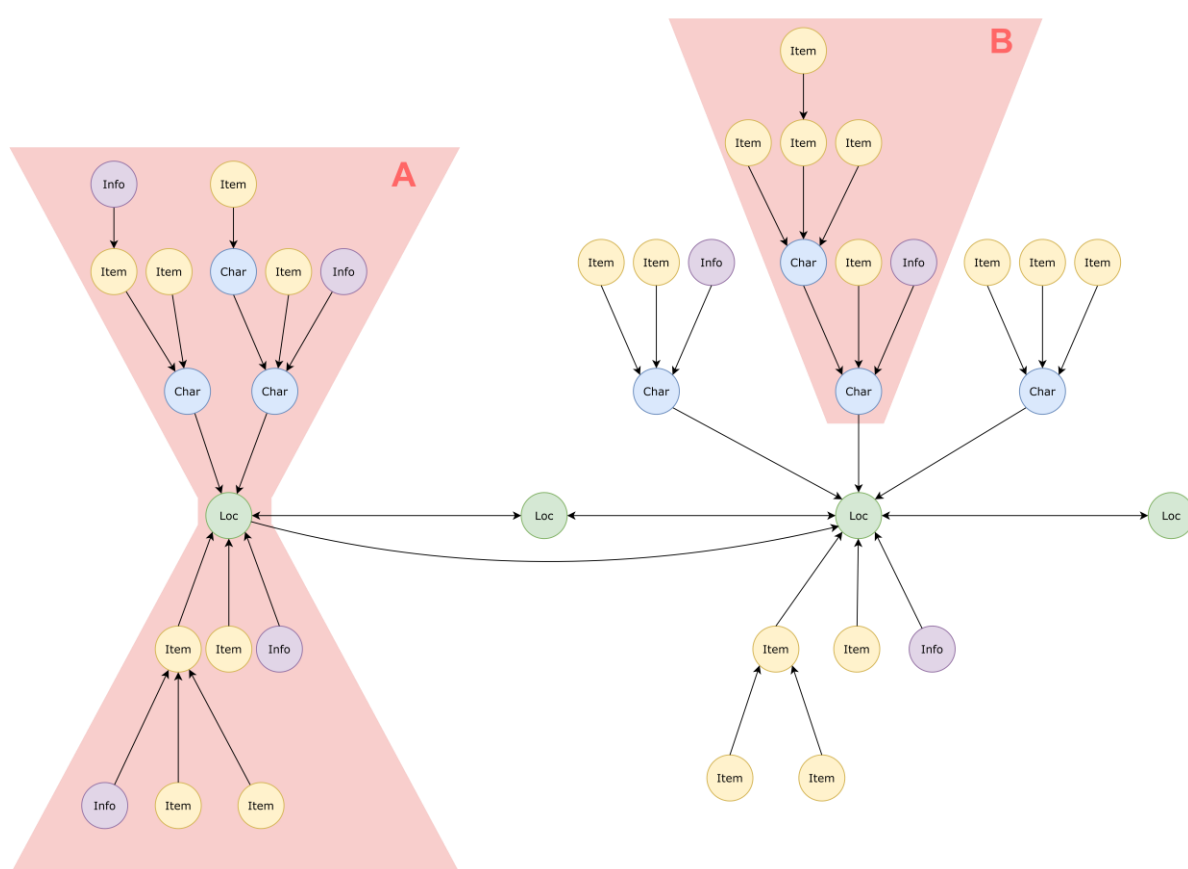 Item
B
Item Item Item
Info Item A
Item Item Char Item Info
Item Item Info Char Item Info Item Item Item
Char Char Char Char Char
Loc Loc Loc Loc
Item Item Info Item Item Info
Item Item
Info Item Item